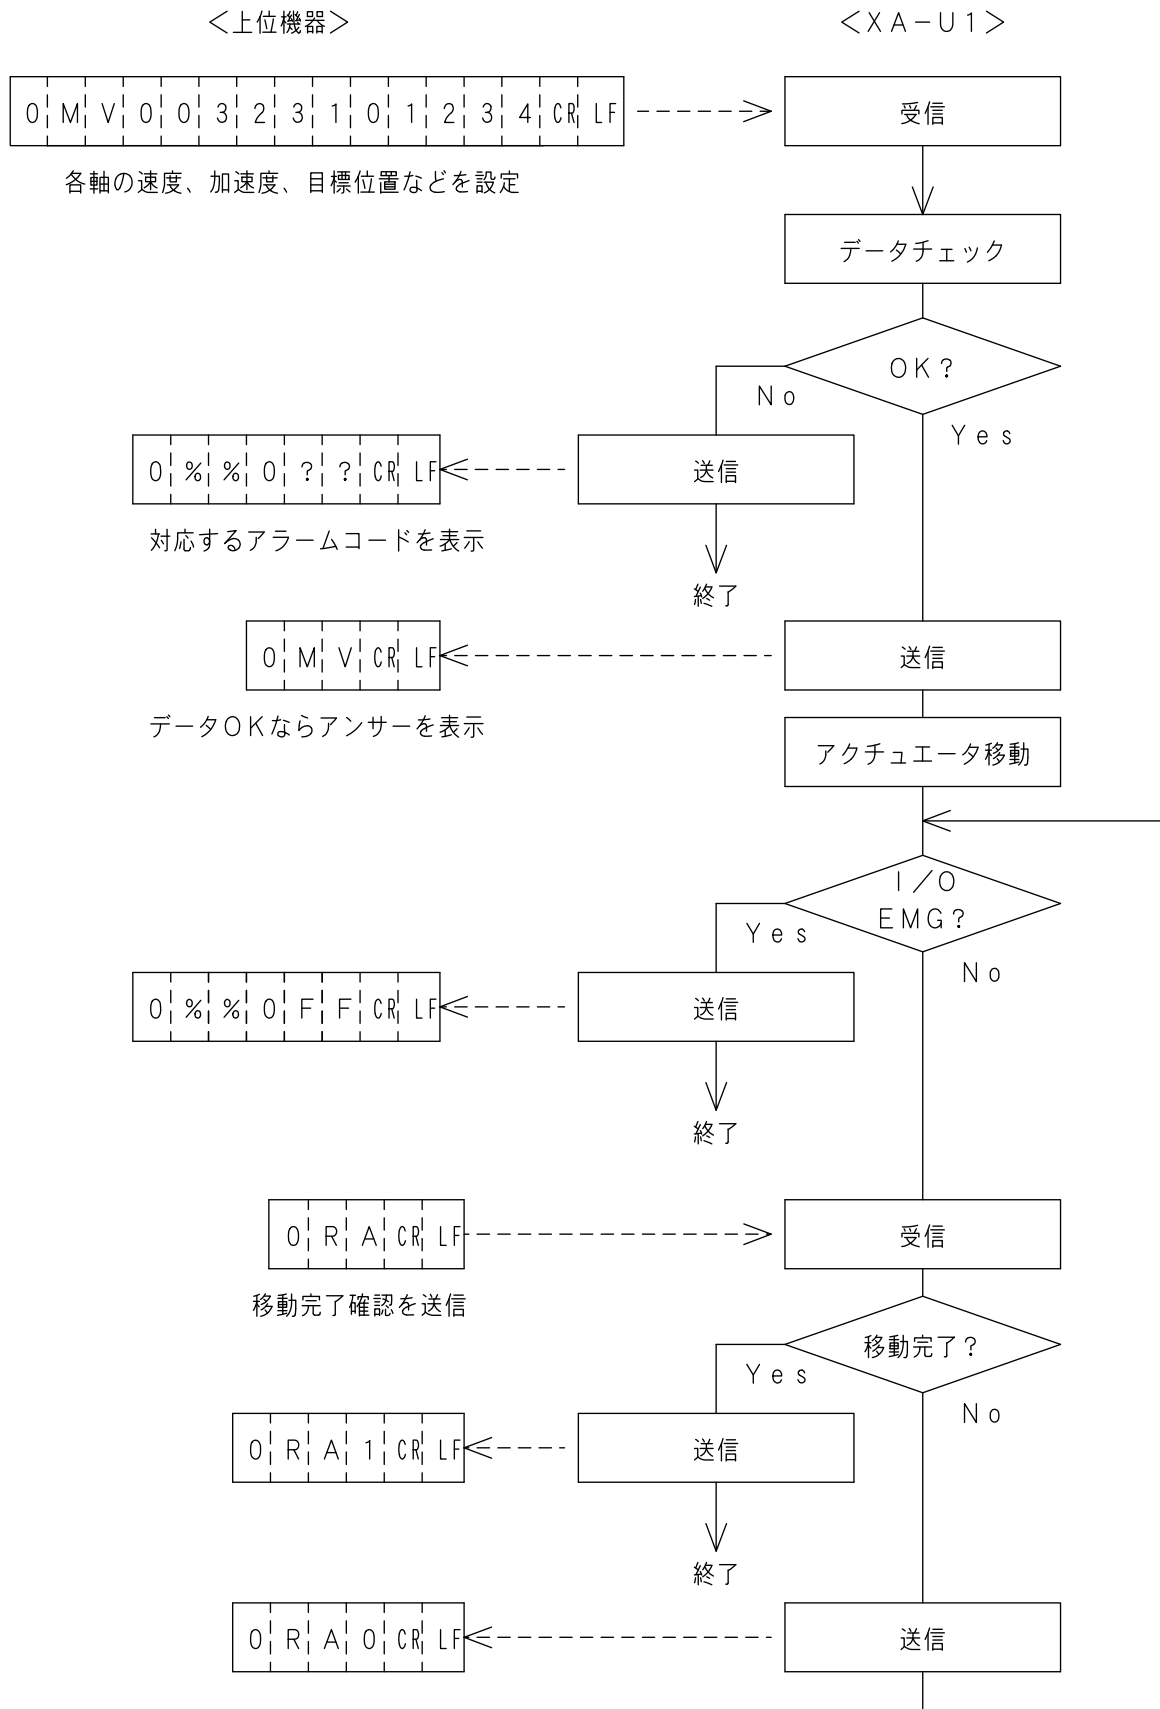 ＜上位機器＞
＜ＸＡ－Ｕ１＞
0 M V 0 0 3 2 3 1 0 1 2 3 4 CR LF
受信
各軸の速度、加速度、目標位置などを設定
データチェック
OK？
No
Yes
0 % % 0 ? ? CR LF
送信
対応するアラームコードを表示
終了
0 M V CR LF
送信
データOKならアンサーを表示
アクチュエータ移動
I／O
EMG？
Yes
No
0 % % 0 F F CR LF
送信
終了
0 R A CR LF
受信
移動完了確認を送信
移動完了？
Yes
No
0 R A 1 CR LF
送信
終了
0 R A 0 CR LF
送信